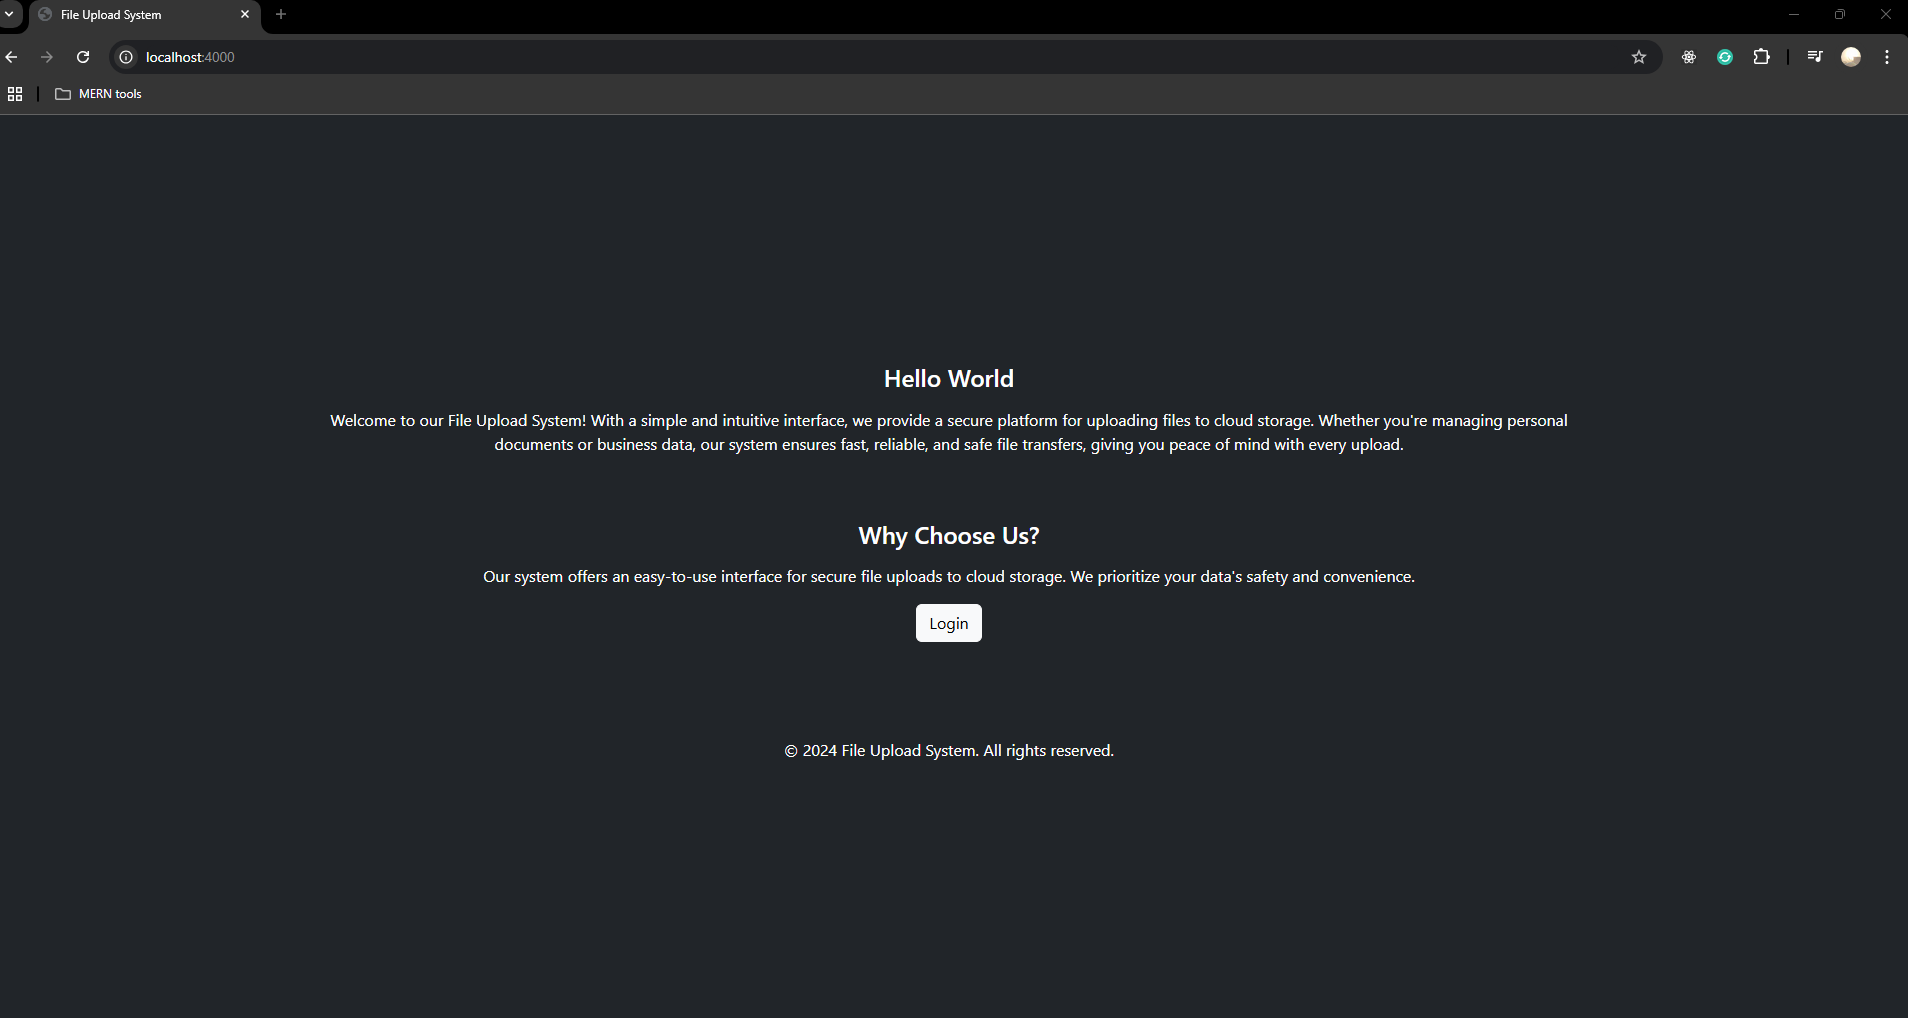 File Upload System
localhost:4000
MERN tools
Hello World
Welcome to our File Upload System! With a simple and intuitive interface, we provide a secure platform for uploading files to cloud storage. Whether you're managing personal
documents or business data, our system ensures fast, reliable, and safe file transfers, giving you peace of mind with every upload.
Why Choose Us?
Our system offers an easy-to-use interface for secure file uploads to cloud storage. We prioritize your data's safety and convenience.
Login
© 2024 File Upload System. All rights reserved.